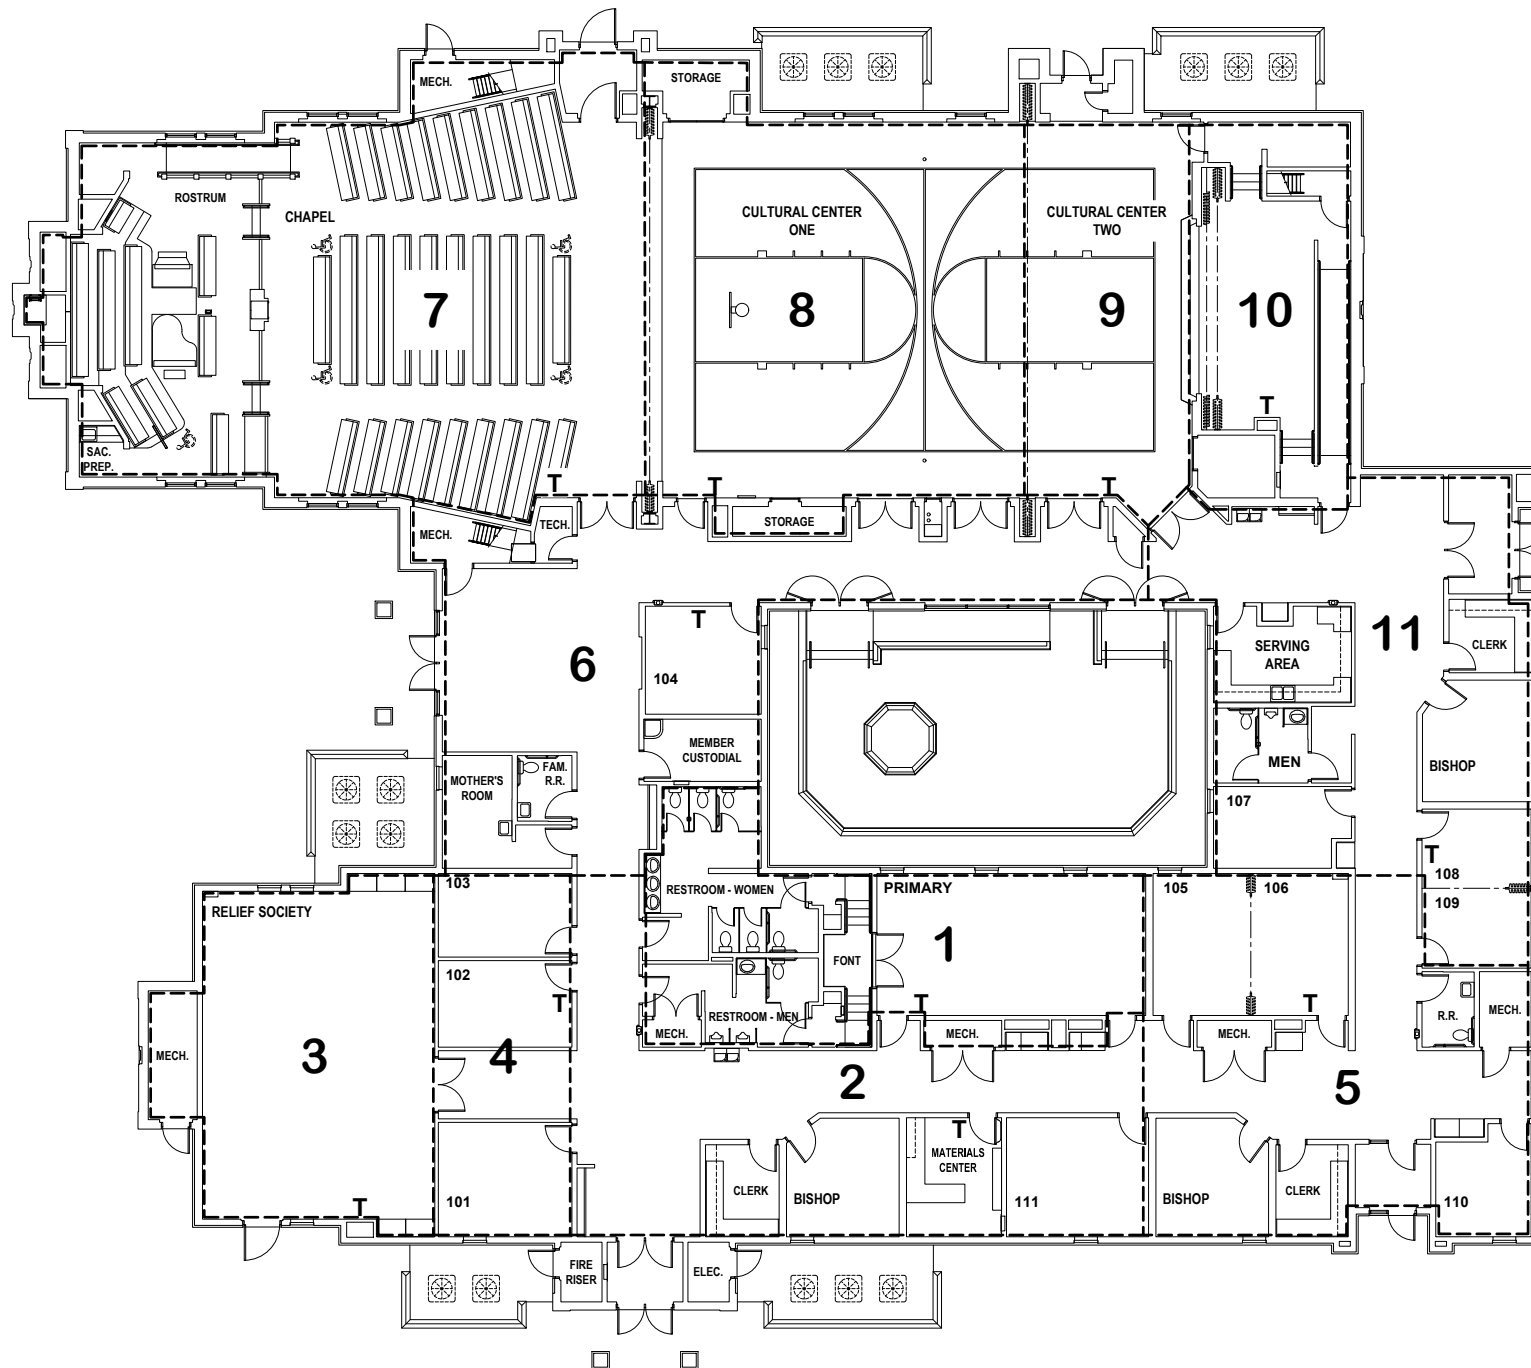 MECH.
STORAGE
ROSTRUM
CHAPEL
CULTURAL CENTER
ONE
CULTURAL CENTER
TWO
7
8
9
10
T
SAC.
PREP.
T
T
T
MECH.
TECH.
STORAGE
6
T
104
SERVING
AREA
11
CLERK
MEMBER
CUSTODIAL
MEN
BISHOP
MOTHER'S
ROOM
FAM.
R.R.
107
T
108
109
103
RELIEF SOCIETY
RESTROOM - WOMEN
PRIMARY
105
106
1
102
T
FONT
T
T
RESTROOM - MEN
MECH.
MECH.
MECH.
R.R.
MECH.
MECH.
3
4
2
5
T
MATERIALS
CENTER
CLERK
BISHOP
BISHOP
CLERK
T
101
111
110
FIRE
RISER
ELEC.